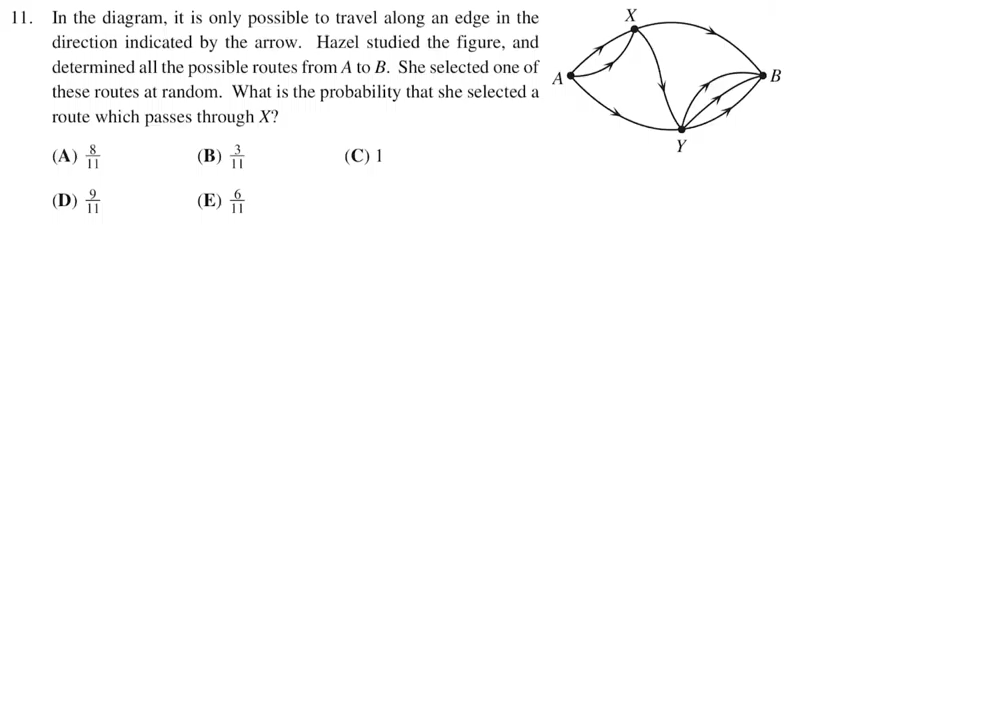 11. In the diagram, it is only possible to travel along an edge in the
direction indicated by the arrow. Hazel studied the figure, and
determined all the possible routes from A to B. She selected one of
these routes at random. What is the probability that she selected a
route which passes through X?
(A) 8/11 (B) 3/11 (C) 1
(D) 9/11 (E) 6/11
X
A
B
Y